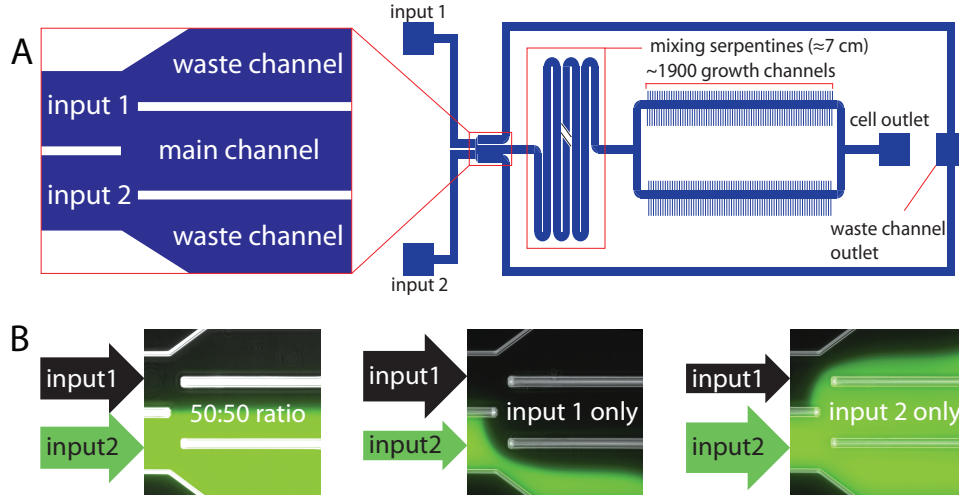 A
input 1
waste channel
input 1
main channel
input 2
waste channel
input 2
mixing serpentines (≈7 cm)
~1900 growth channels
cell outlet
waste channel
outlet
B
input1
50:50 ratio
input2
input1
input 1 only
input2
input1
input 2 only
input2